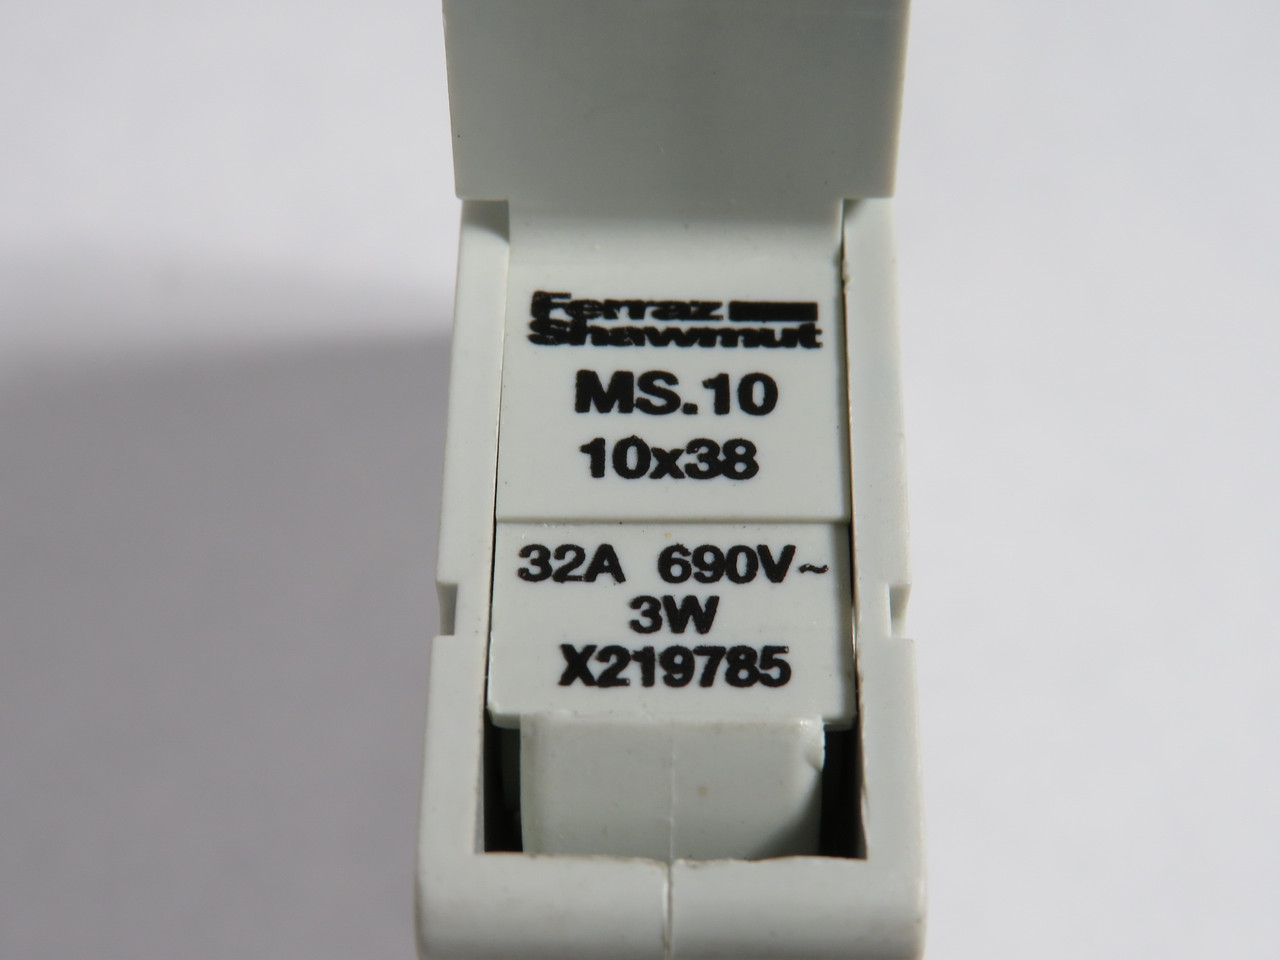 Ferraz
Shawmut
MS.10
10x38
32A 690V~
3W
X219785